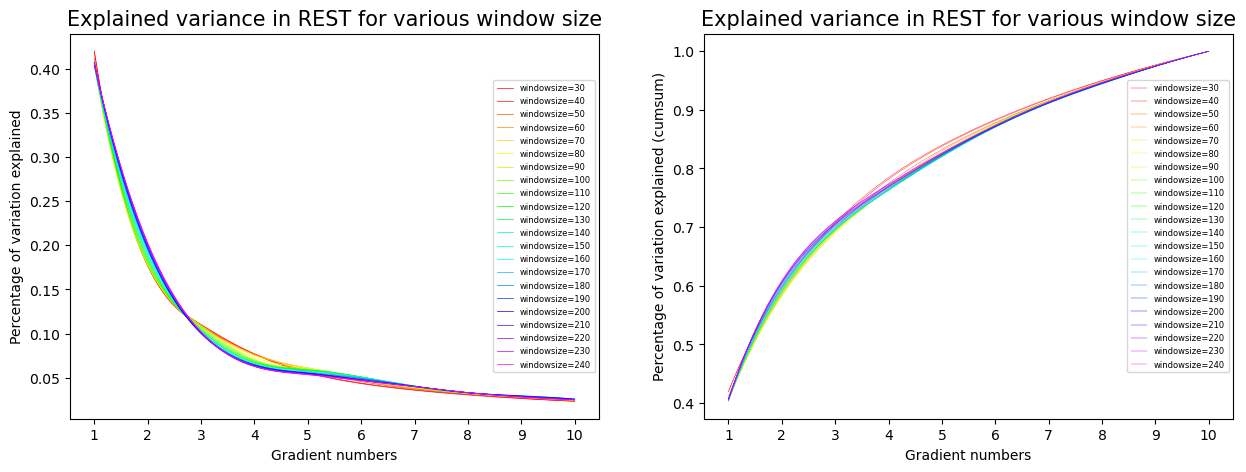 Explained variance in REST for various window size
Percentage of variation explained
0.40
0.35
0.30
0.25
0.20
0.15
0.10
0.05
1 2 3 4 5 6 7 8 9 10
Gradient numbers
windowsize=30
windowsize=40
windowsize=50
windowsize=60
windowsize=70
windowsize=80
windowsize=90
windowsize=100
windowsize=110
windowsize=120
windowsize=130
windowsize=140
windowsize=150
windowsize=160
windowsize=170
windowsize=180
windowsize=190
windowsize=200
windowsize=210
windowsize=220
windowsize=230
windowsize=240
Explained variance in REST for various window size
Percentage of variation explained (cumsum)
1.0
0.9
0.8
0.7
0.6
0.5
0.4
1 2 3 4 5 6 7 8 9 10
Gradient numbers
windowsize=30
windowsize=40
windowsize=50
windowsize=60
windowsize=70
windowsize=80
windowsize=90
windowsize=100
windowsize=110
windowsize=120
windowsize=130
windowsize=140
windowsize=150
windowsize=160
windowsize=170
windowsize=180
windowsize=190
windowsize=200
windowsize=210
windowsize=220
windowsize=230
windowsize=240